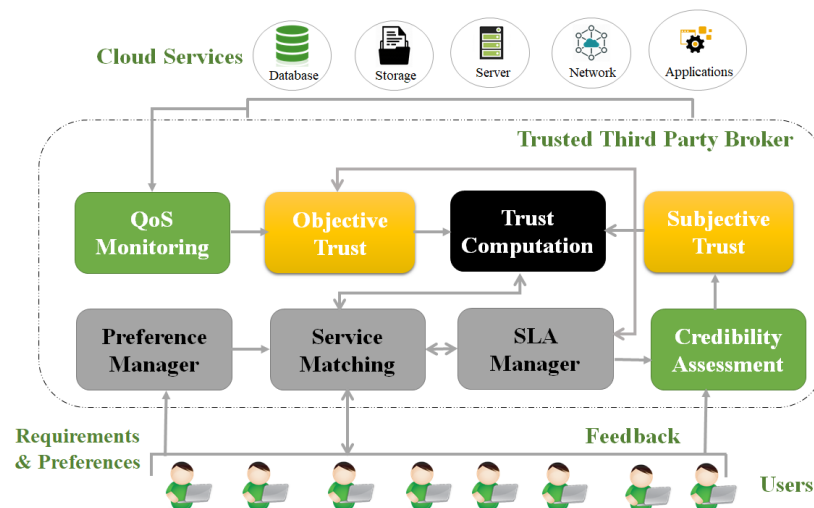 Cloud Services
Database
Storage
Server
Network
Applications
Trusted Third Party Broker
QoS
Monitoring
Objective
Trust
Trust
Computation
Subjective
Trust
Preference
Manager
Service
Matching
SLA
Manager
Credibility
Assessment
Requirements
& Preferences
Feedback
Users